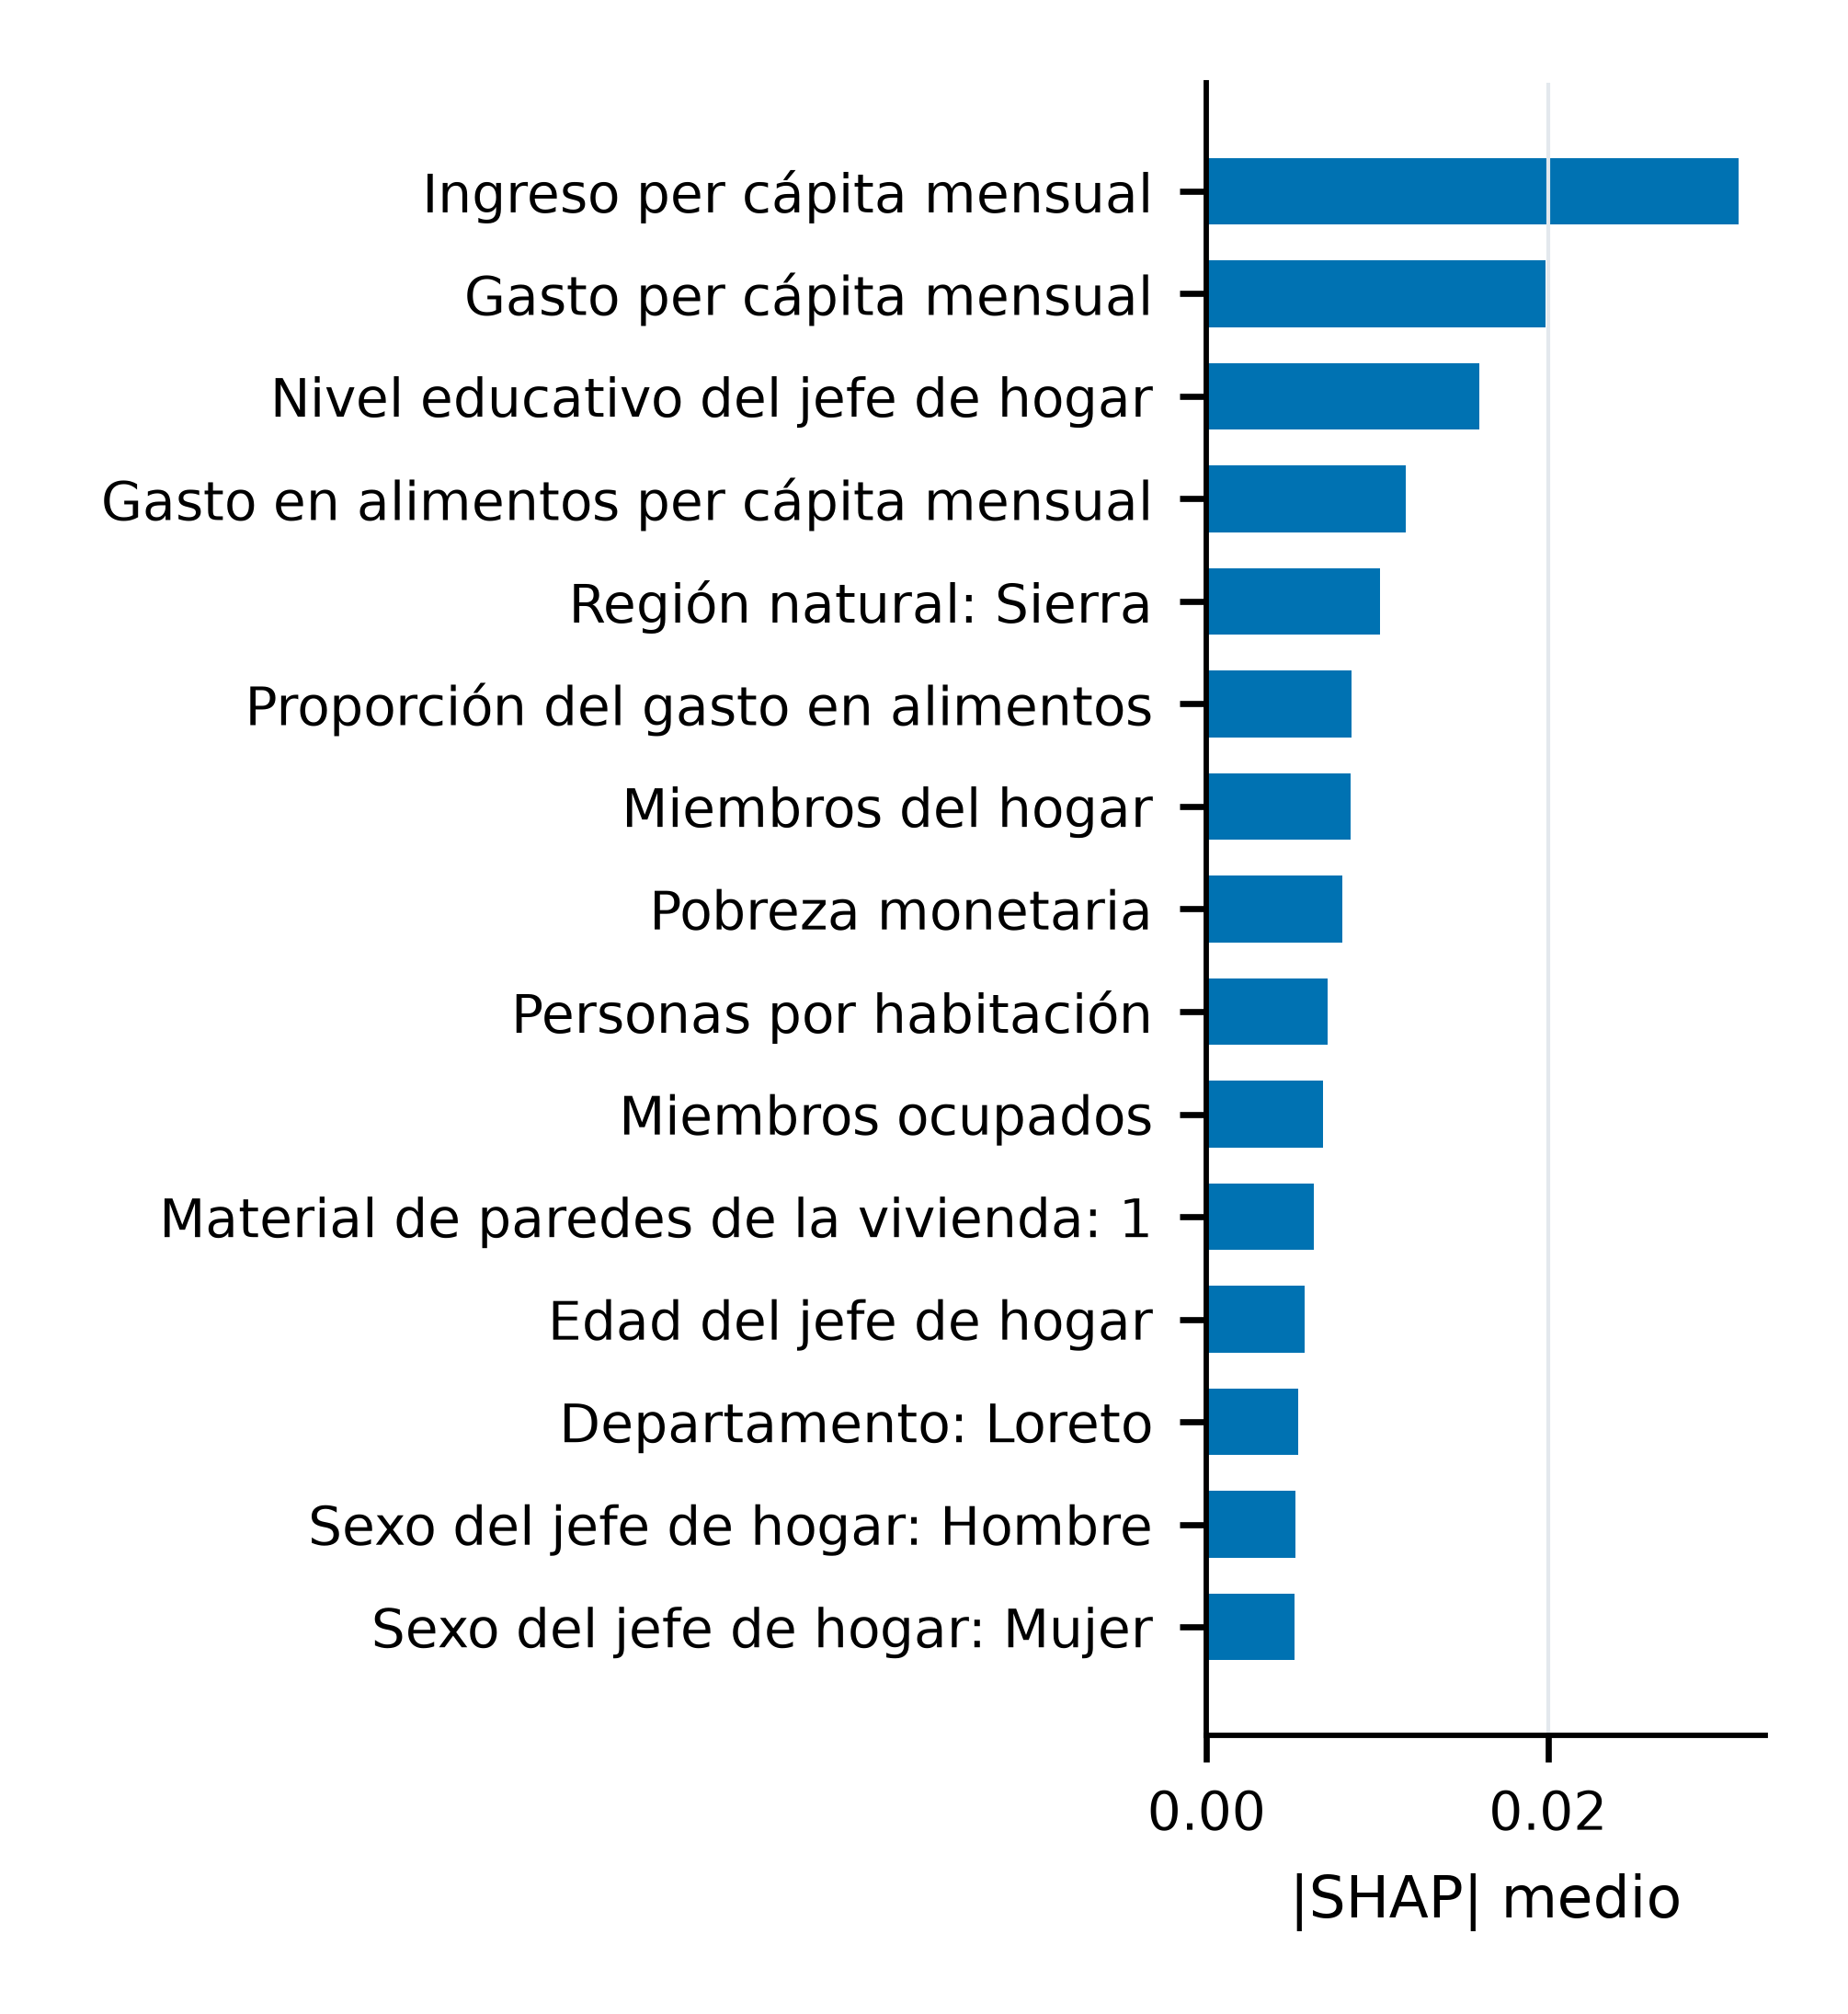 Ingreso per cápita mensual
Gasto per cápita mensual
Nivel educativo del jefe de hogar
Gasto en alimentos per cápita mensual
Región natural: Sierra
Proporción del gasto en alimentos
Miembros del hogar
Pobreza monetaria
Personas por habitación
Miembros ocupados
Material de paredes de la vivienda: 1
Edad del jefe de hogar
Departamento: Loreto
Sexo del jefe de hogar: Hombre
Sexo del jefe de hogar: Mujer
0.00 0.02
|SHAP| medio